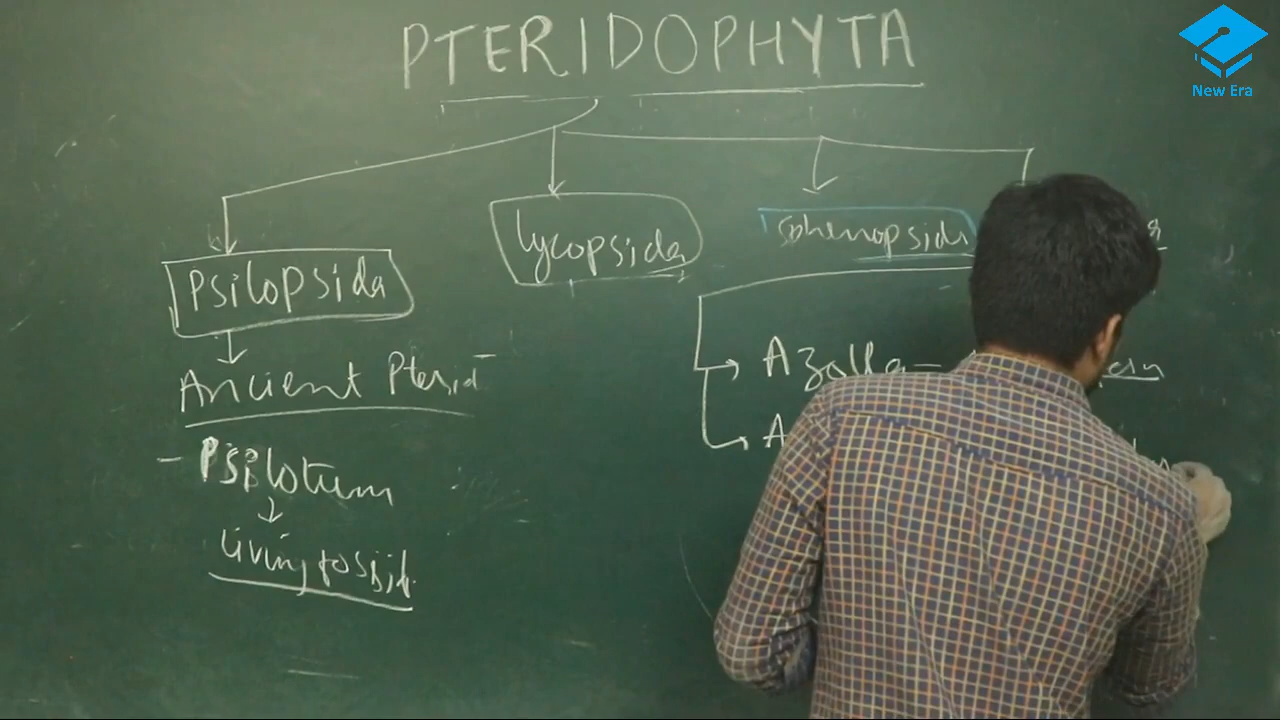 PTERIDOPHYTA
New Era
Psilopsida
lycopsida
Sphenopsida
Ancient Pterid
Azolla -
A
- Psilotum
living fossil